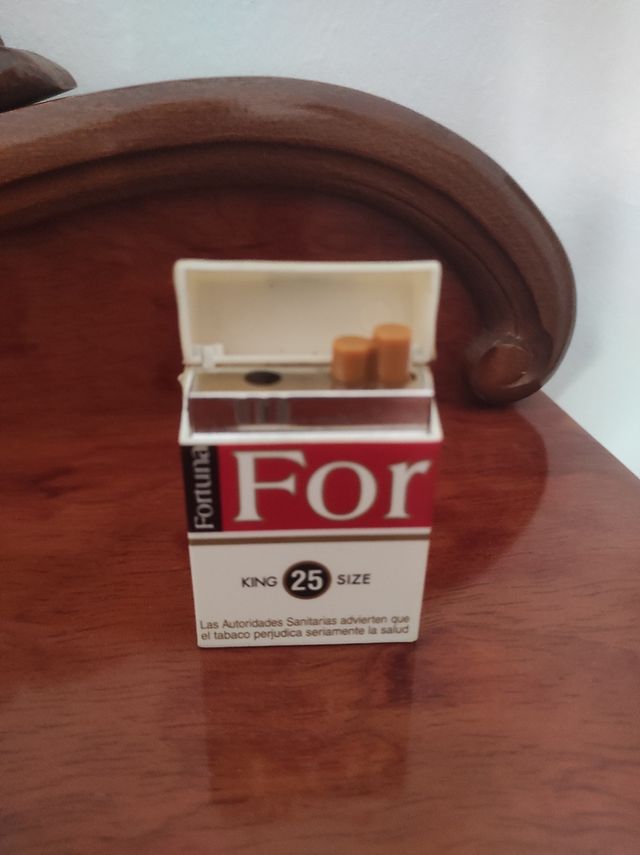 Fortuna
For
KING 25 SIZE
Las Autoridades Sanitarias advierten que
el tabaco perjudica seriamente la salud